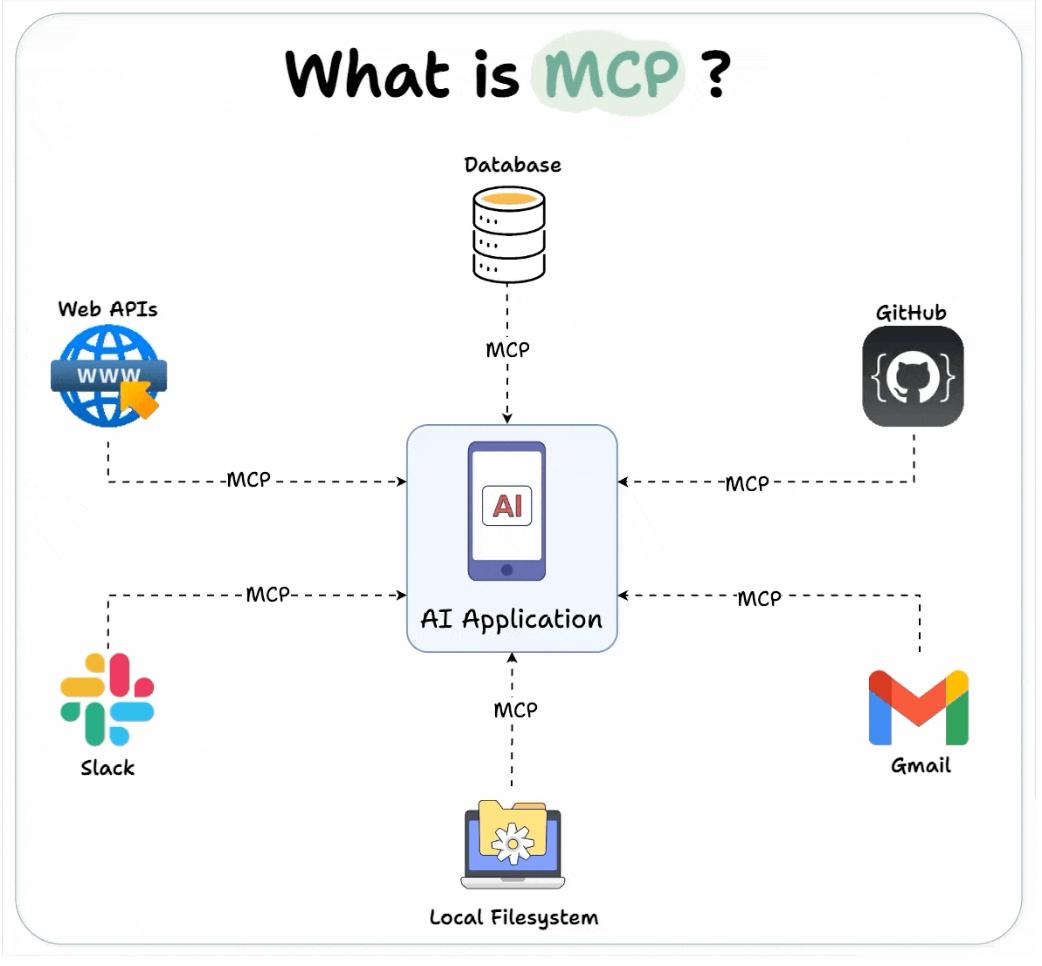 What is MCP ?
Database
Web APIs
GitHub
WWW
MCP
MCP
MCP
AI
MCP
MCP
AI Application
MCP
Slack
Gmail
Local Filesystem